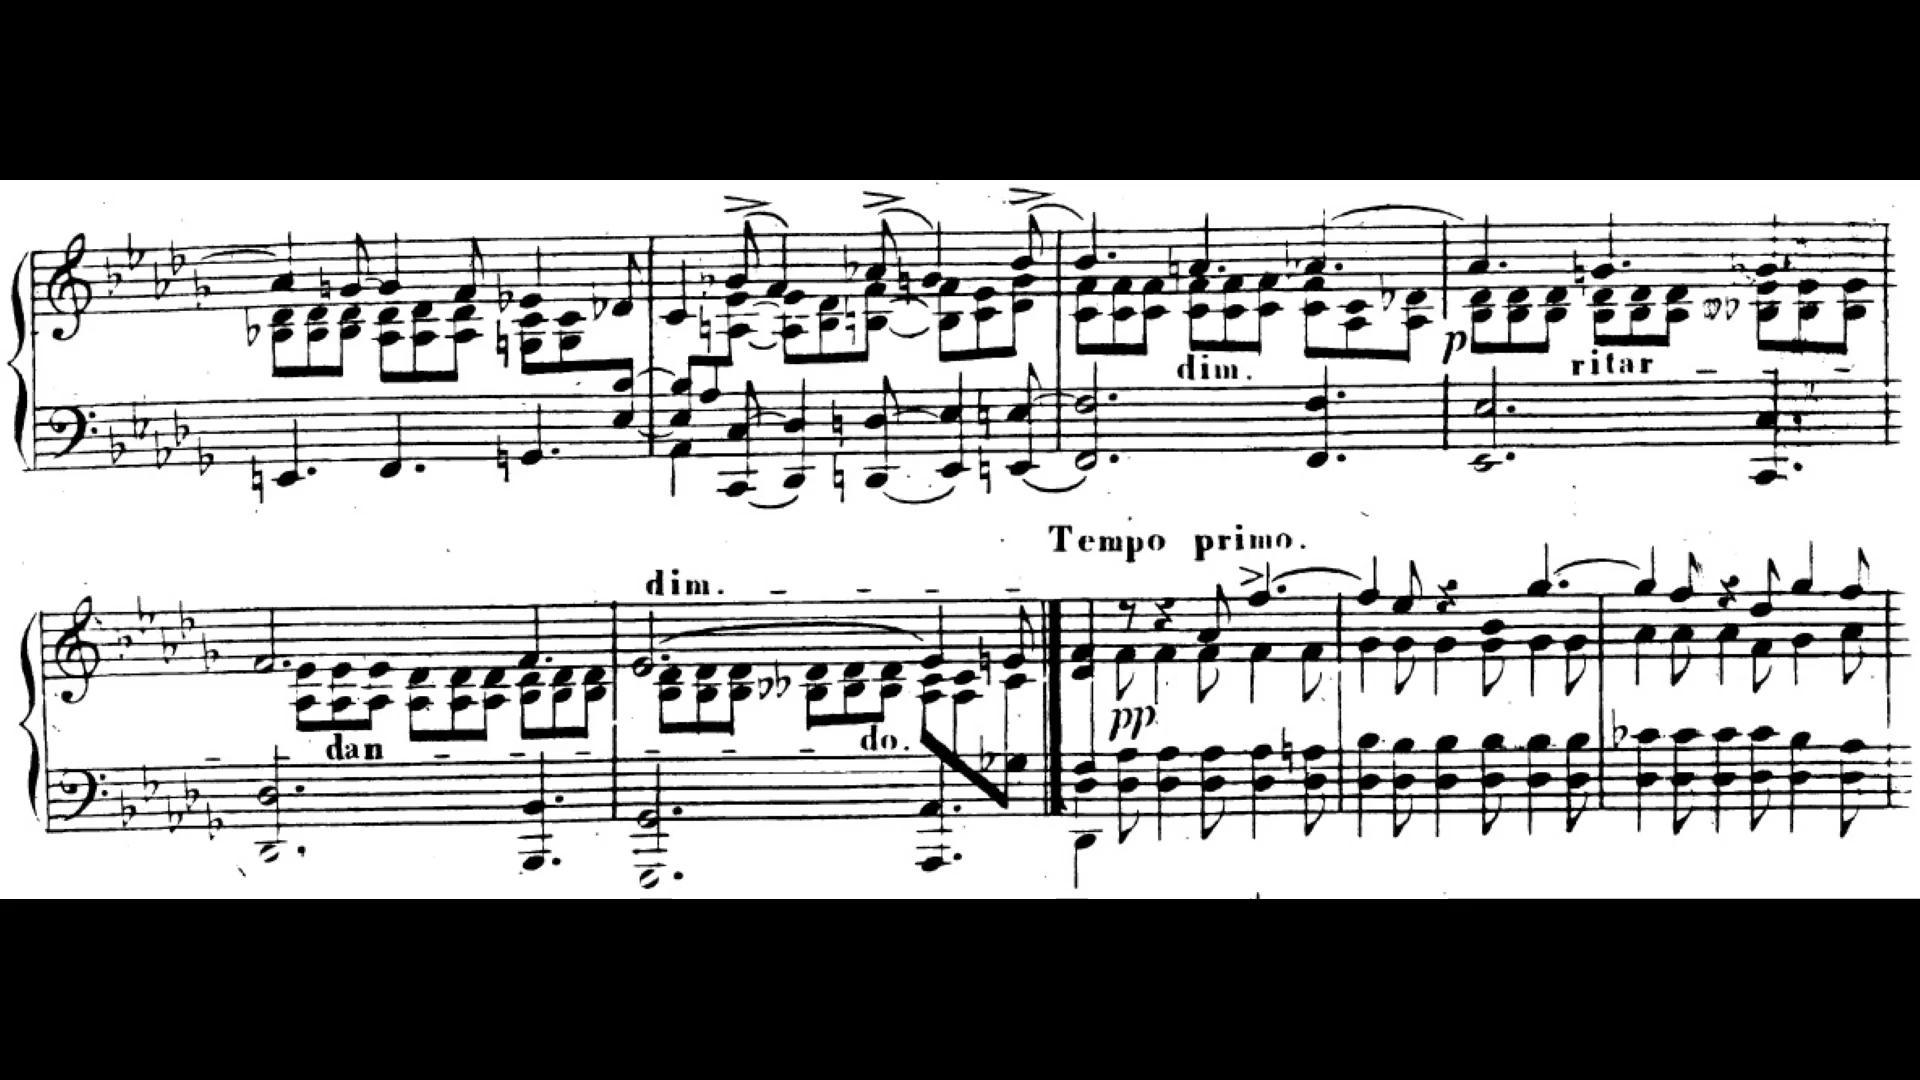 dim.
p
ritar - - -
dim. - - - -
Tempo primo.
- - dan - - - - - - do.
pp